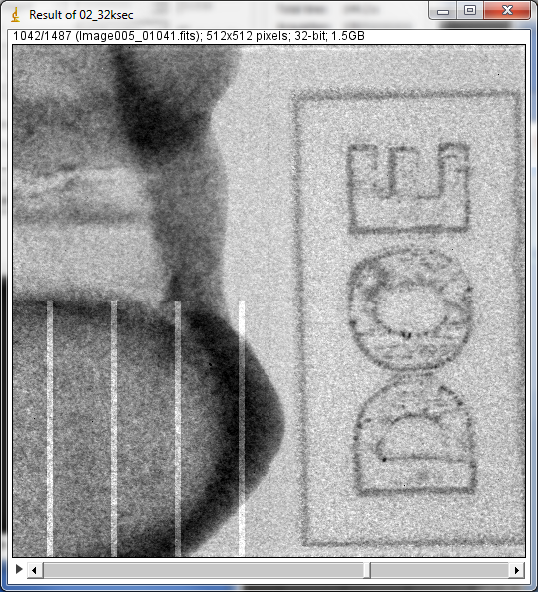 Result of 02_32ksec
1042/1487 (Image005_01041.fits); 512x512 pixels; 32-bit; 1.5GB
DOE